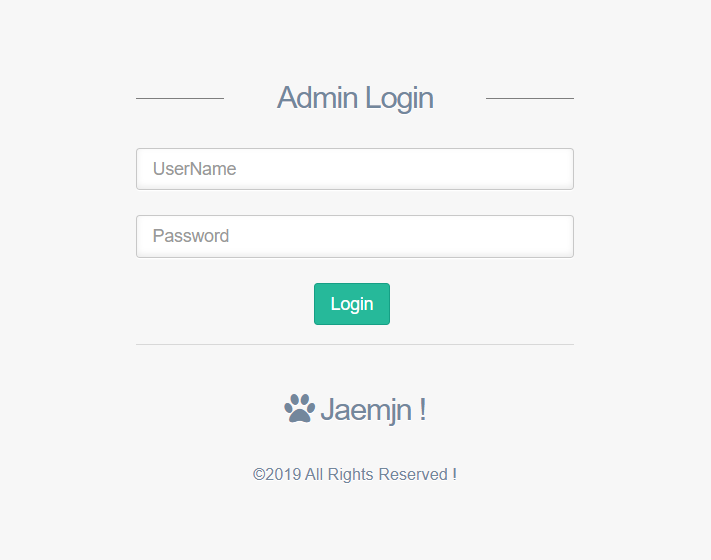 Admin Login
UserName
Password
Login
Jaemjn !
©2019 All Rights Reserved !